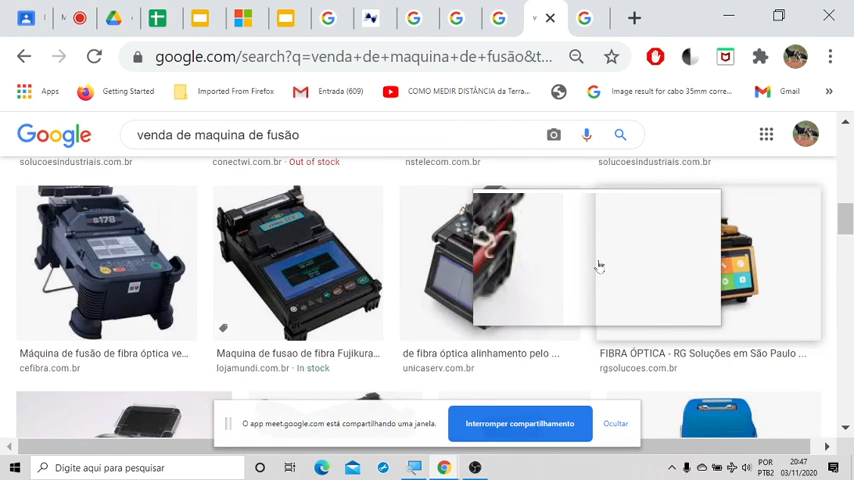 google.com/search?q=venda+de+maquina+de+fusão&t...
Apps
Getting Started
Imported From Firefox
Entrada (609)
COMO MEDIR DISTÂNCIA da Terra...
Image result for cabo 35mm corre...
Gmail
»
Google
venda de maquina de fusão
solucoesindustriais.com.br
conectwi.com.br · Out of stock
nstelecom.com.br
solucoesindustriais.com.br
S178
Máquina de fusão de fibra óptica ve...
cefibra.com.br
Maquina de fusao de fibra Fujikura...
lojamundi.com.br · In stock
de fibra óptica alinhamento pelo ...
unicaserv.com.br
FIBRA ÓPTICA - RG Soluções em São Paulo ...
rgsolucoes.com.br
O app meet.google.com está compartilhando uma janela.
Interromper compartilhamento
Ocultar
Digite aqui para pesquisar
POR
PTB2
20:47
03/11/2020